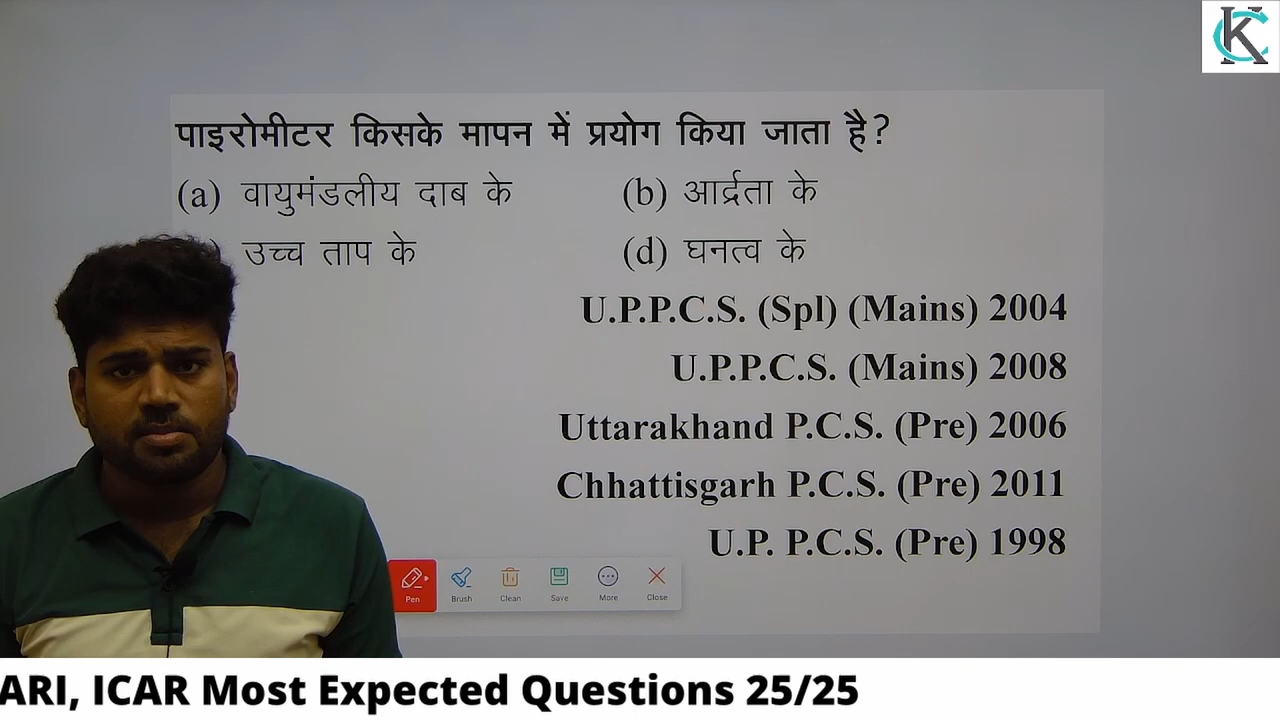 KC
पाइरोमीटर किसके मापन में प्रयोग किया जाता है?
(a) वायुमंडलीय दाब के (b) आर्द्रता के
) उच्च ताप के (d) घनत्व के
U.P.P.C.S. (Spl) (Mains) 2004
U.P.P.C.S. (Mains) 2008
Uttarakhand P.C.S. (Pre) 2006
Chhattisgarh P.C.S. (Pre) 2011
U.P. P.C.S. (Pre) 1998
Pen Brush Clean Save More Close
ARI, ICAR Most Expected Questions 25/25